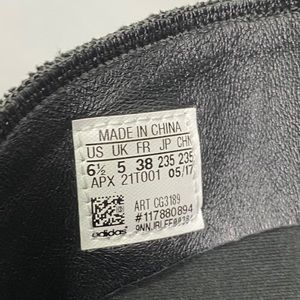 MADE IN CHINA
US UK FR JP CHN
6½ 5 38 235 235
APX 21T001 05/17
ART CG3189
#117880894
adidas